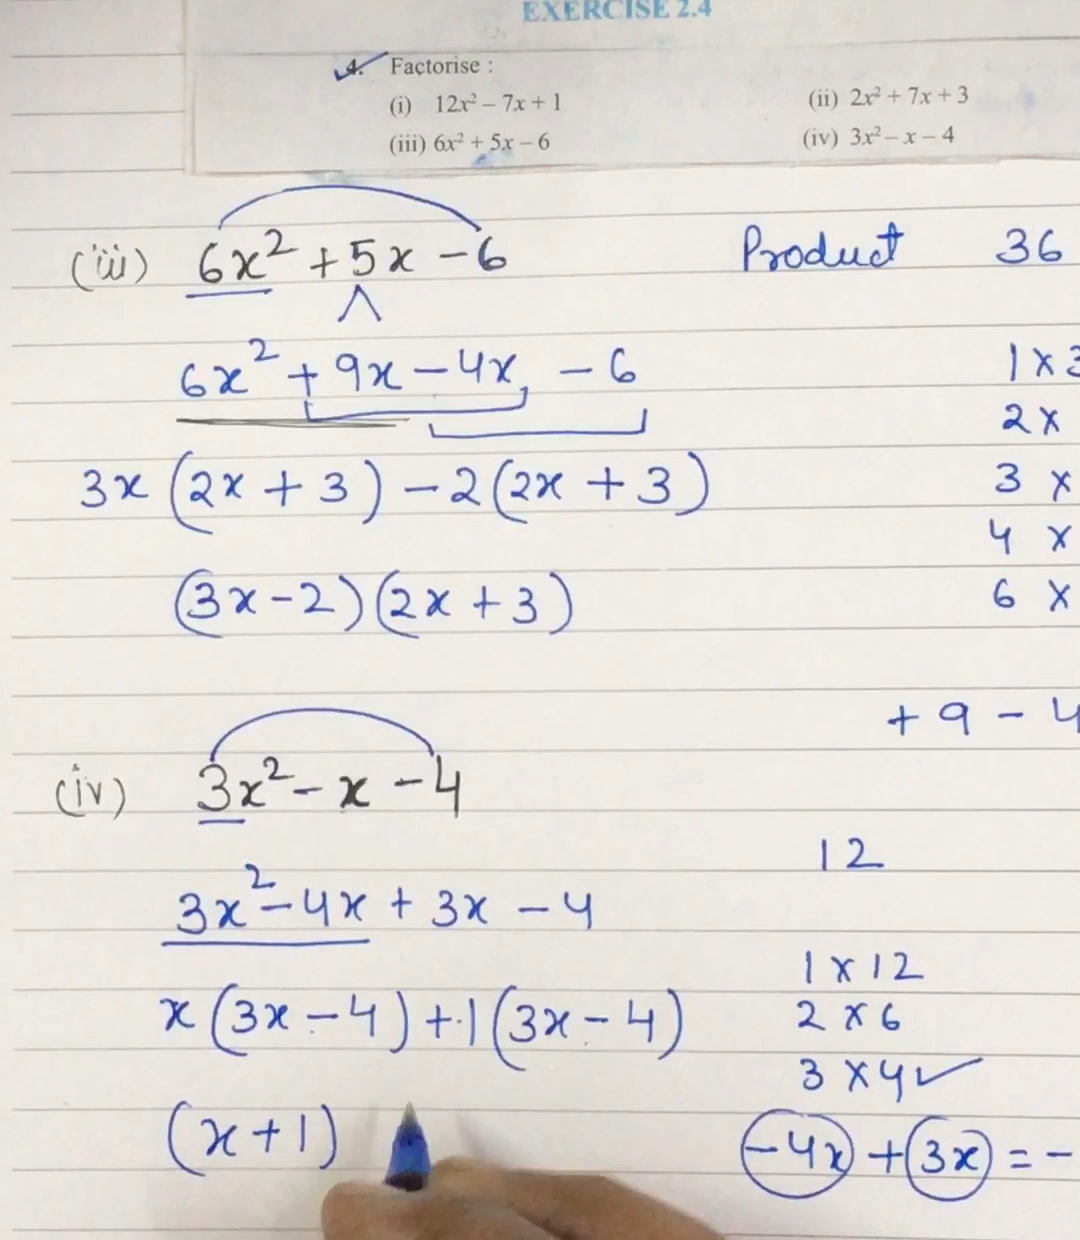 EXERCISE 2.4
4. Factorise :
(i) 12x² – 7x + 1 (ii) 2x² + 7x + 3
(iii) 6x² + 5x – 6 (iv) 3x² – x – 4
(iii) 6x² + 5x - 6 Product 36
6x² + 9x - 4x, - 6 1 x 3
2 x
3x (2x + 3) - 2 (2x + 3) 3 x
4 x
(3x - 2) (2x + 3) 6 x
+ 9 - 4
(iv) 3x² - x - 4
12
3x² - 4x + 3x - 4
1 x 12
x (3x - 4) + 1 (3x - 4) 2 x 6
3 x 4 ✓
(x + 1) -4x + 3x = -